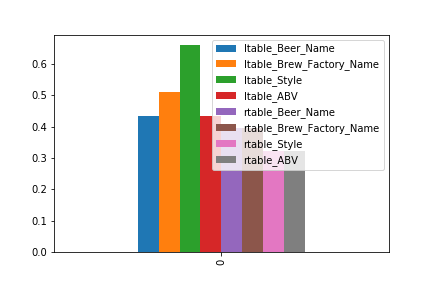 0.6
0.5
0.4
0.3
0.2
0.1
0.0
ltable_Beer_Name
ltable_Brew_Factory_Name
ltable_Style
ltable_ABV
rtable_Beer_Name
rtable_Brew_Factory_Name
rtable_Style
rtable_ABV
0